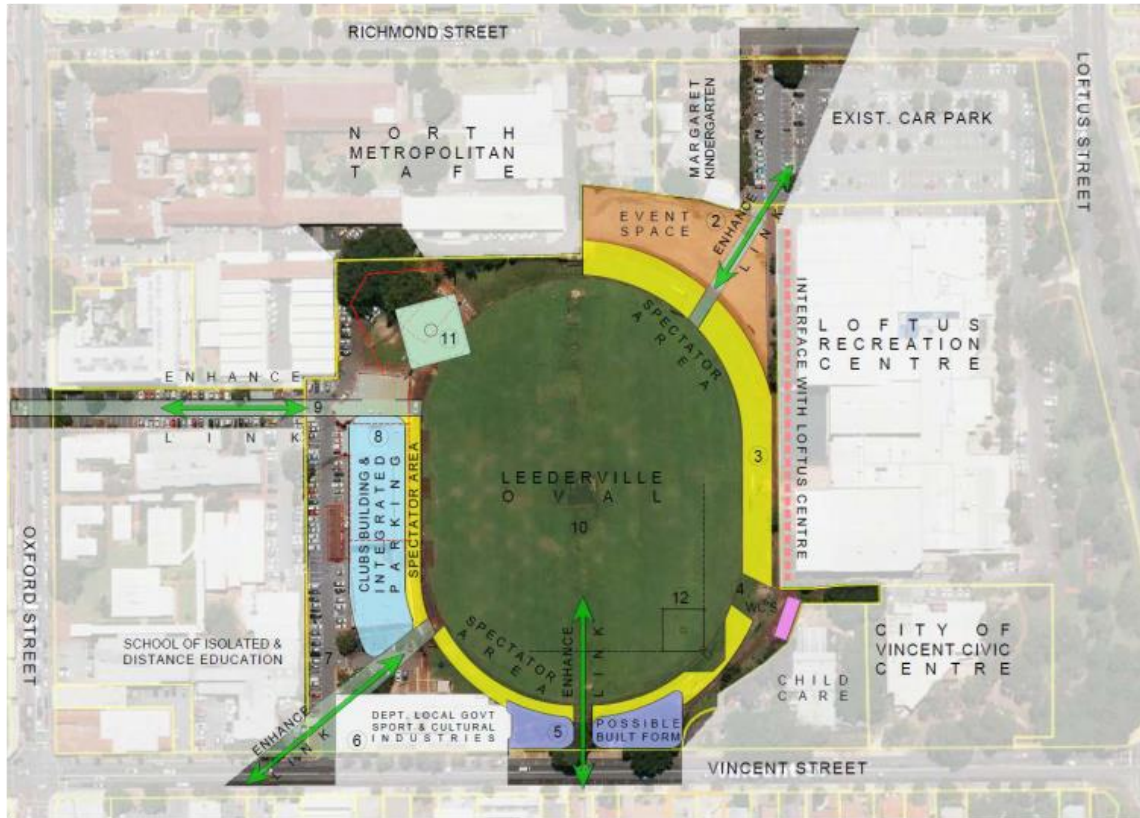 RICHMOND STREET
LOFTUS STREET
NORTH
METROPOLITAN
TAFE
MARGARET
KINDERGARTEN
EXIST. CAR PARK
EVENT
SPACE
2
ENHANCE
LINK
SPECTATOR
AREA
INTERFACE WITH LOFTUS CENTRE
LOFTUS
RECREATION
CENTRE
11
ENHANCE
9
LINK
8
CLUBS BUILDING &
INTEGRATED
PARKING
SPECTATOR AREA
3
LEEDERVILLE
OVAL
10
OXFORD STREET
4
WC'S
12
SCHOOL OF ISOLATED &
DISTANCE EDUCATION
7
SPECTATOR
AREA
ENHANCE
LINK
CITY OF
VINCENT CIVIC
CENTRE
CHILD
CARE
ENHANCE
LINK
6
DEPT. LOCAL GOVT
SPORT & CULTURAL
INDUSTRIES
5
POSSIBLE
BUILT FORM
VINCENT STREET